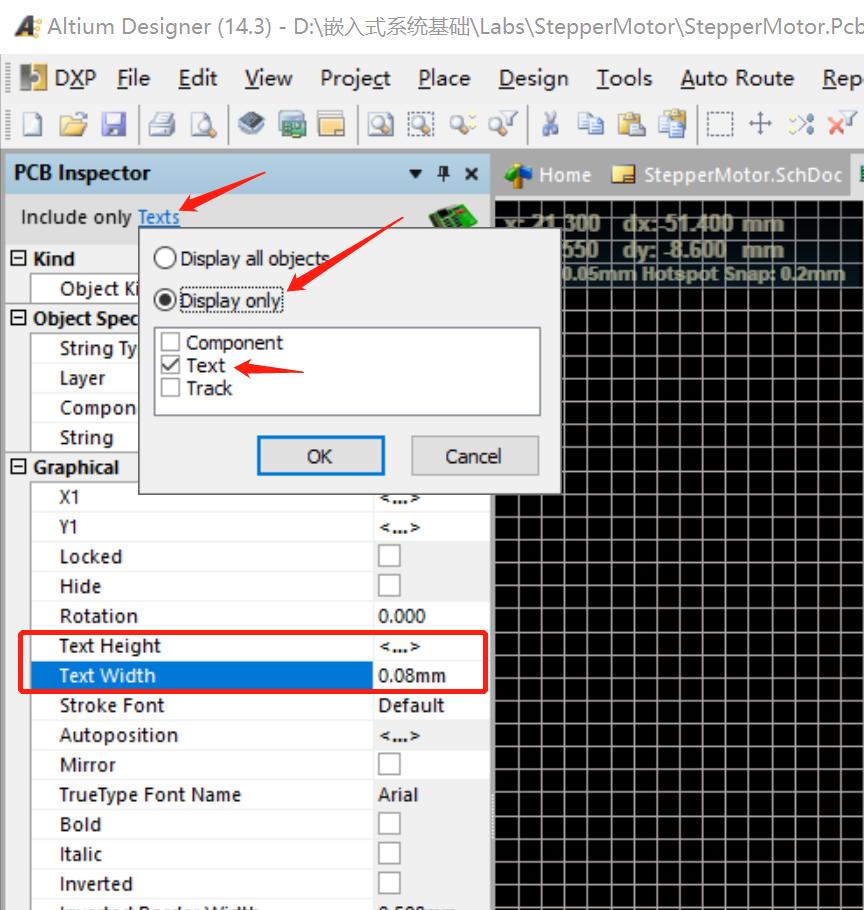 Altium Designer (14.3) - D:\嵌入式系统基础\Labs\StepperMotor\StepperMotor.Pcb
DXP File Edit View Project Place Design Tools Auto Route Rep
PCB Inspector
Home StepperMotor.SchDoc
Include only Texts
x: 21.300 dx:-51.400 mm
550 dy: -8.600 mm
0.05mm Hotspot Snap: 0.2mm
Display all objects
Display only
Component
Text
Track
OK Cancel
Kind
Object Ki
Object Spec
String Ty
Layer
Compon
String
Graphical
X1 <...>
Y1 <...>
Locked
Hide
Rotation 0.000
Text Height <...>
Text Width 0.08mm
Stroke Font Default
Autoposition <...>
Mirror
TrueType Font Name Arial
Bold
Italic
Inverted